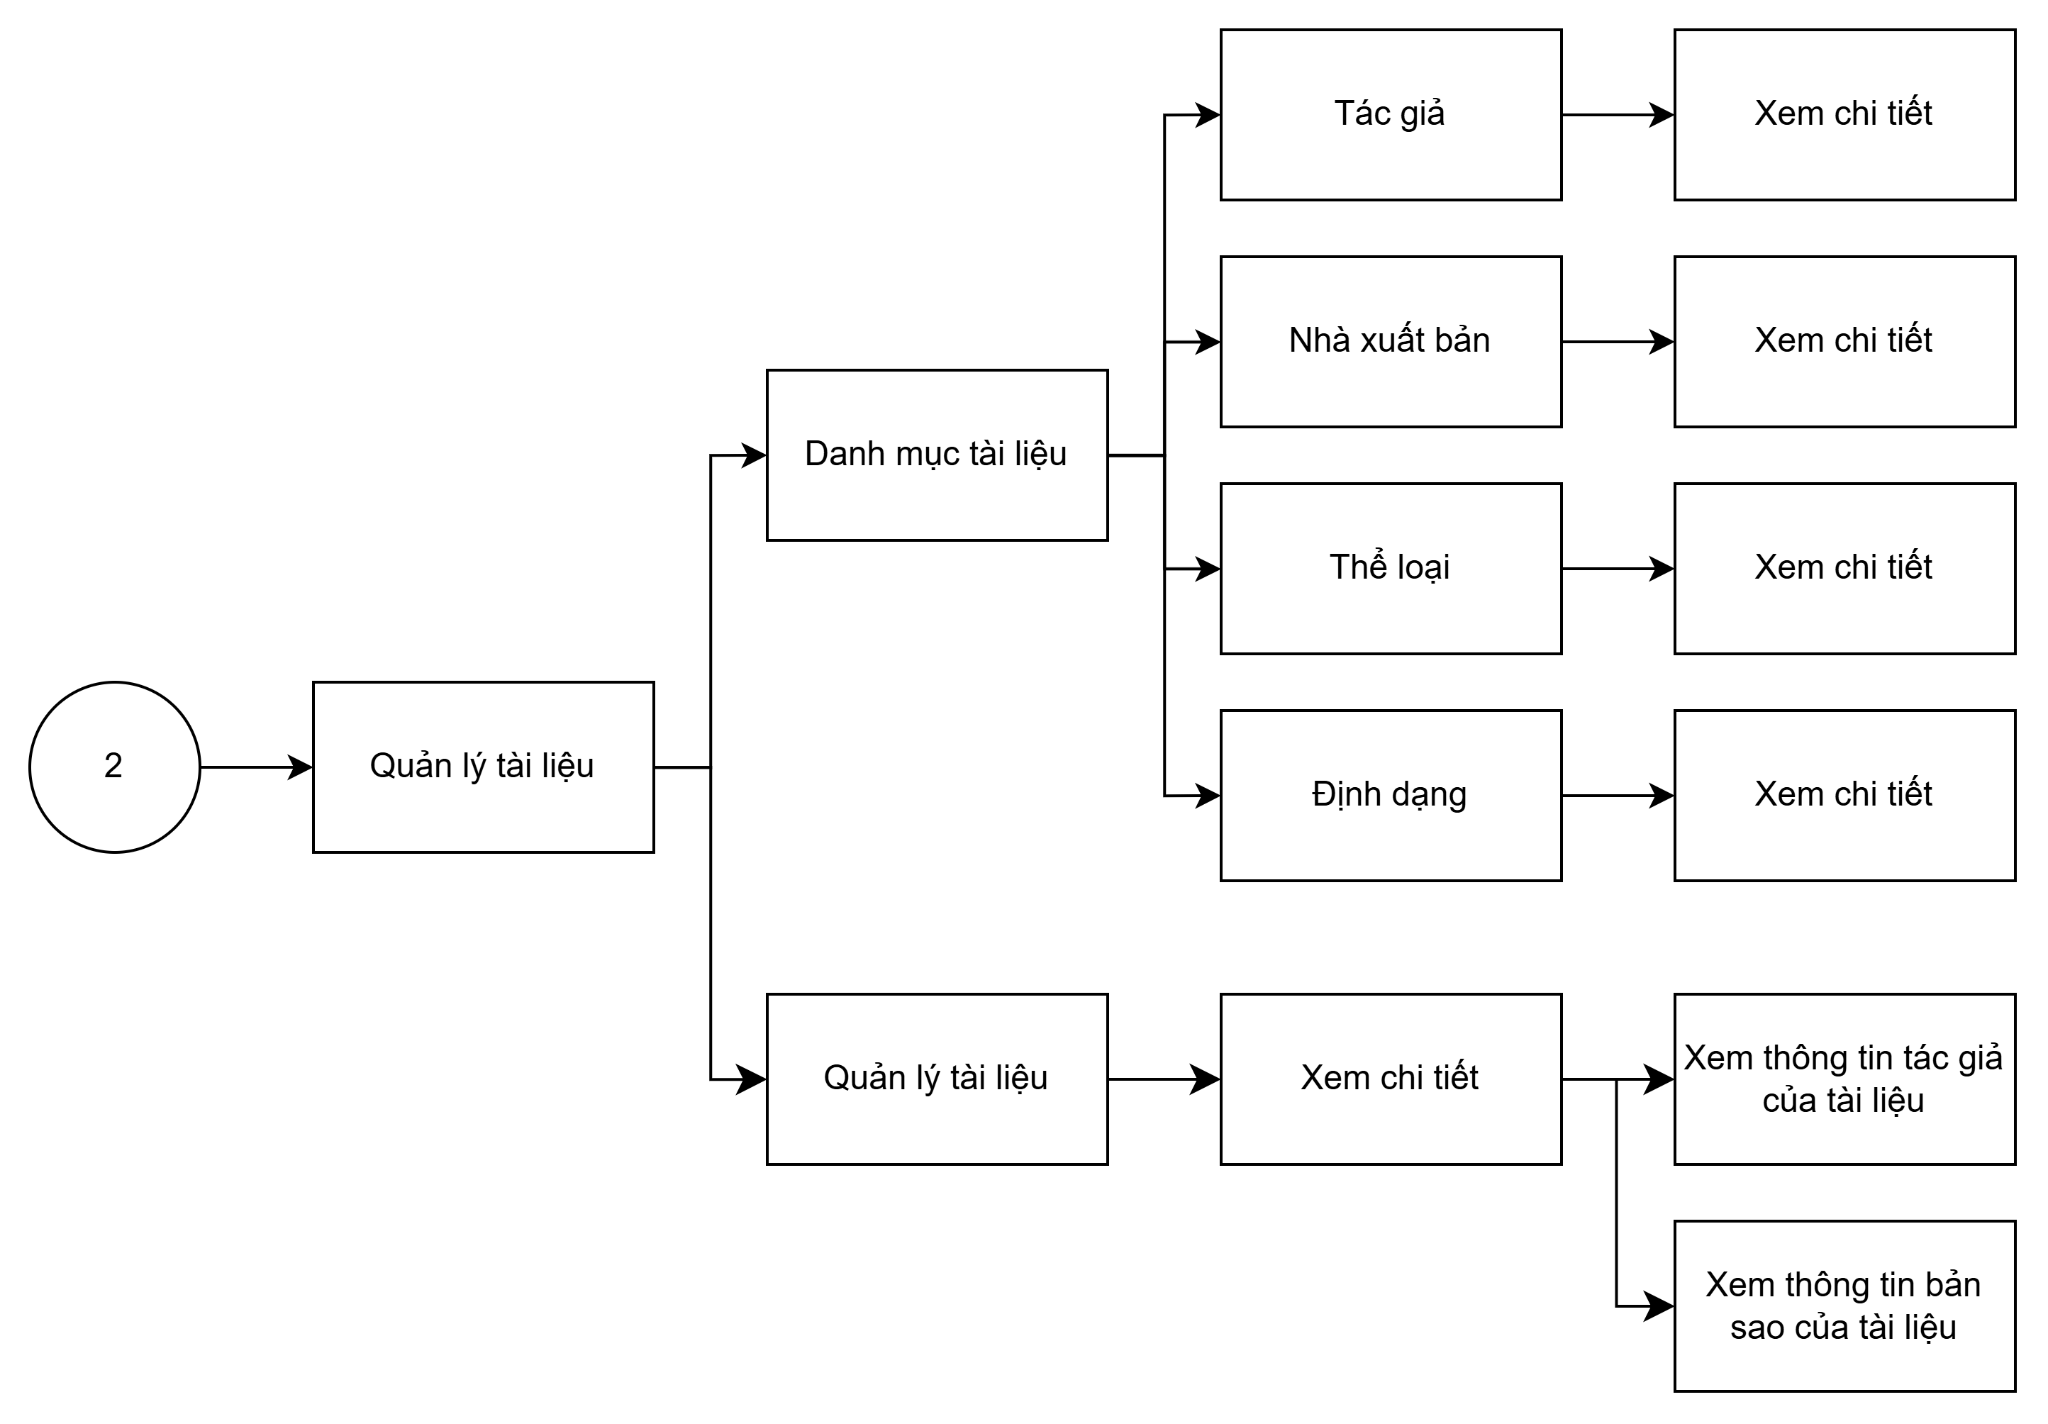 Tác giả
Xem chi tiết
Nhà xuất bản
Xem chi tiết
Danh mục tài liệu
Thể loại
Xem chi tiết
2
Quản lý tài liệu
Định dạng
Xem chi tiết
Quản lý tài liệu
Xem chi tiết
Xem thông tin tác giả
của tài liệu
Xem thông tin bản
sao của tài liệu